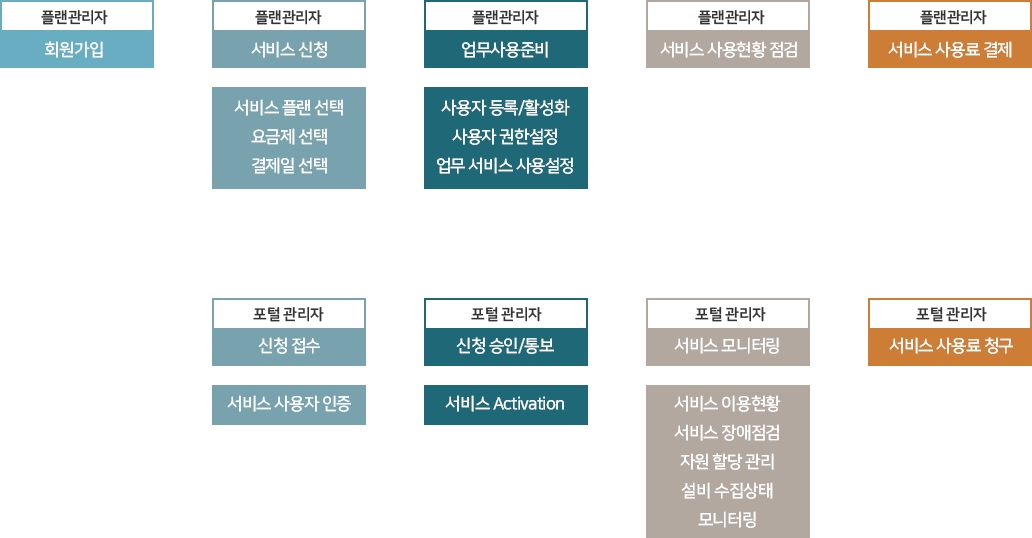 플랜관리자
회원가입
플랜관리자
서비스 신청
서비스 플랜 선택
요금제 선택
결제일 선택
플랜관리자
업무사용준비
사용자 등록/활성화
사용자 권한설정
업무 서비스 사용설정
플랜관리자
서비스 사용현황 점검
플랜관리자
서비스 사용료 결제
포털 관리자
신청 접수
서비스 사용자 인증
포털 관리자
신청 승인/통보
서비스 Activation
포털 관리자
서비스 모니터링
서비스 이용현황
서비스 장애점검
자원 할당 관리
설비 수집상태
모니터링
포털 관리자
서비스 사용료 청구